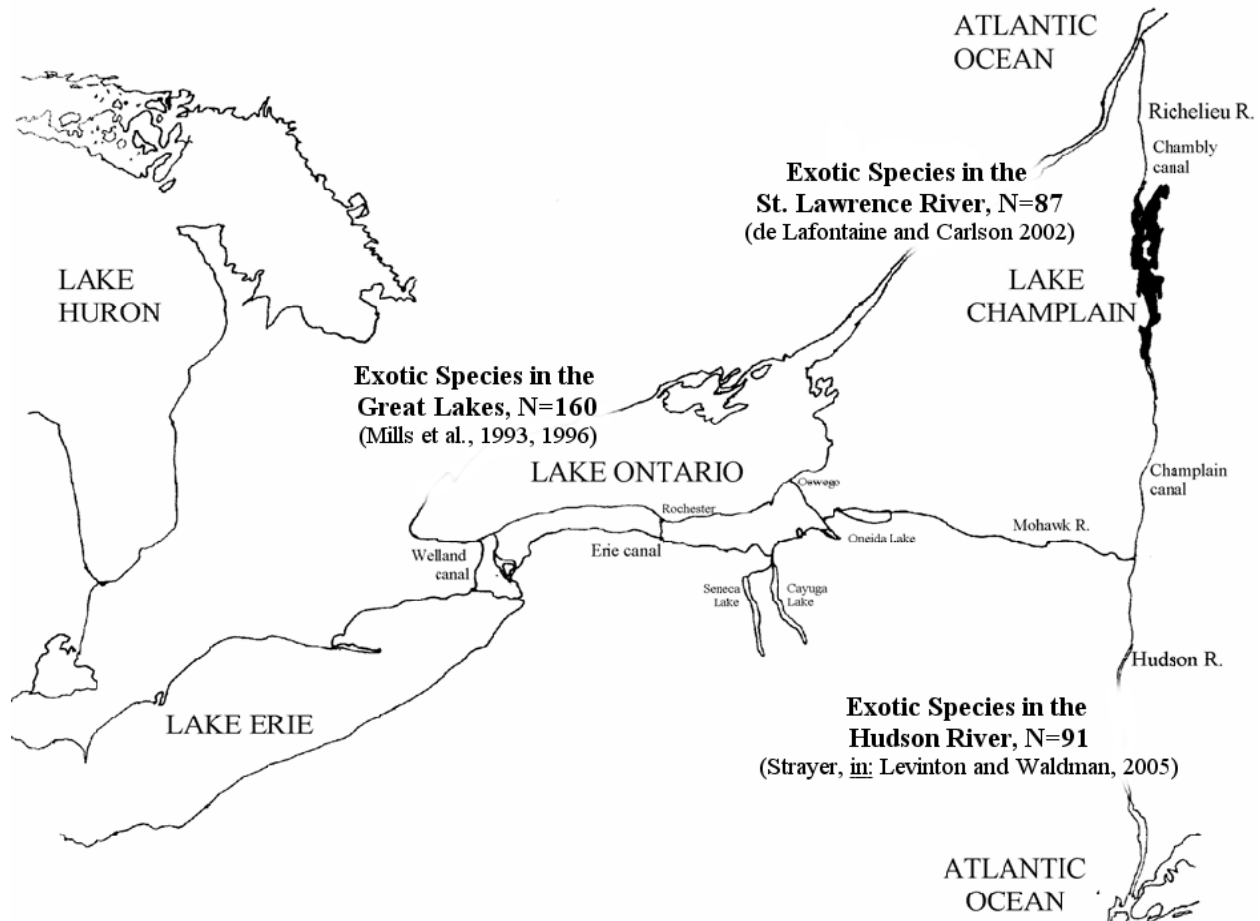 ATLANTIC
OCEAN
Richelieu R.
Chambly
canal
Exotic Species in the
St. Lawrence River, N=87
(de Lafontaine and Carlson 2002)
LAKE
HURON
LAKE
CHAMPLAIN
Exotic Species in the
Great Lakes, N=160
(Mills et al., 1993, 1996)
LAKE ONTARIO
Champlain
canal
Oswego
Rochester
Mohawk R.
Oneida Lake
Welland
canal
Erie canal
Seneca
Lake
Cayuga
Lake
Hudson R.
LAKE ERIE
Exotic Species in the
Hudson River, N=91
(Strayer, in: Levinton and Waldman, 2005)
ATLANTIC
OCEAN